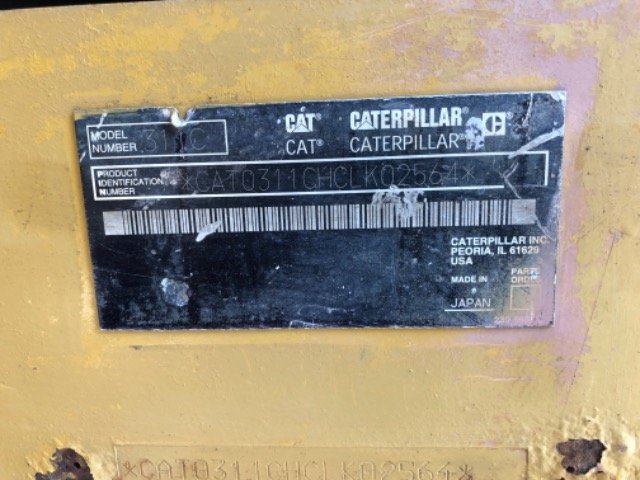 MODEL NUMBER 311C
CAT® CATERPILLAR
CAT® CATERPILLAR®
PRODUCT
IDENTIFICATION
NUMBER
*CAT0311CHCLK02564*
CATERPILLAR INC.
PEORIA, IL 61629
USA
MADE IN
JAPAN
PART
*CAT0311CHCLK02564*